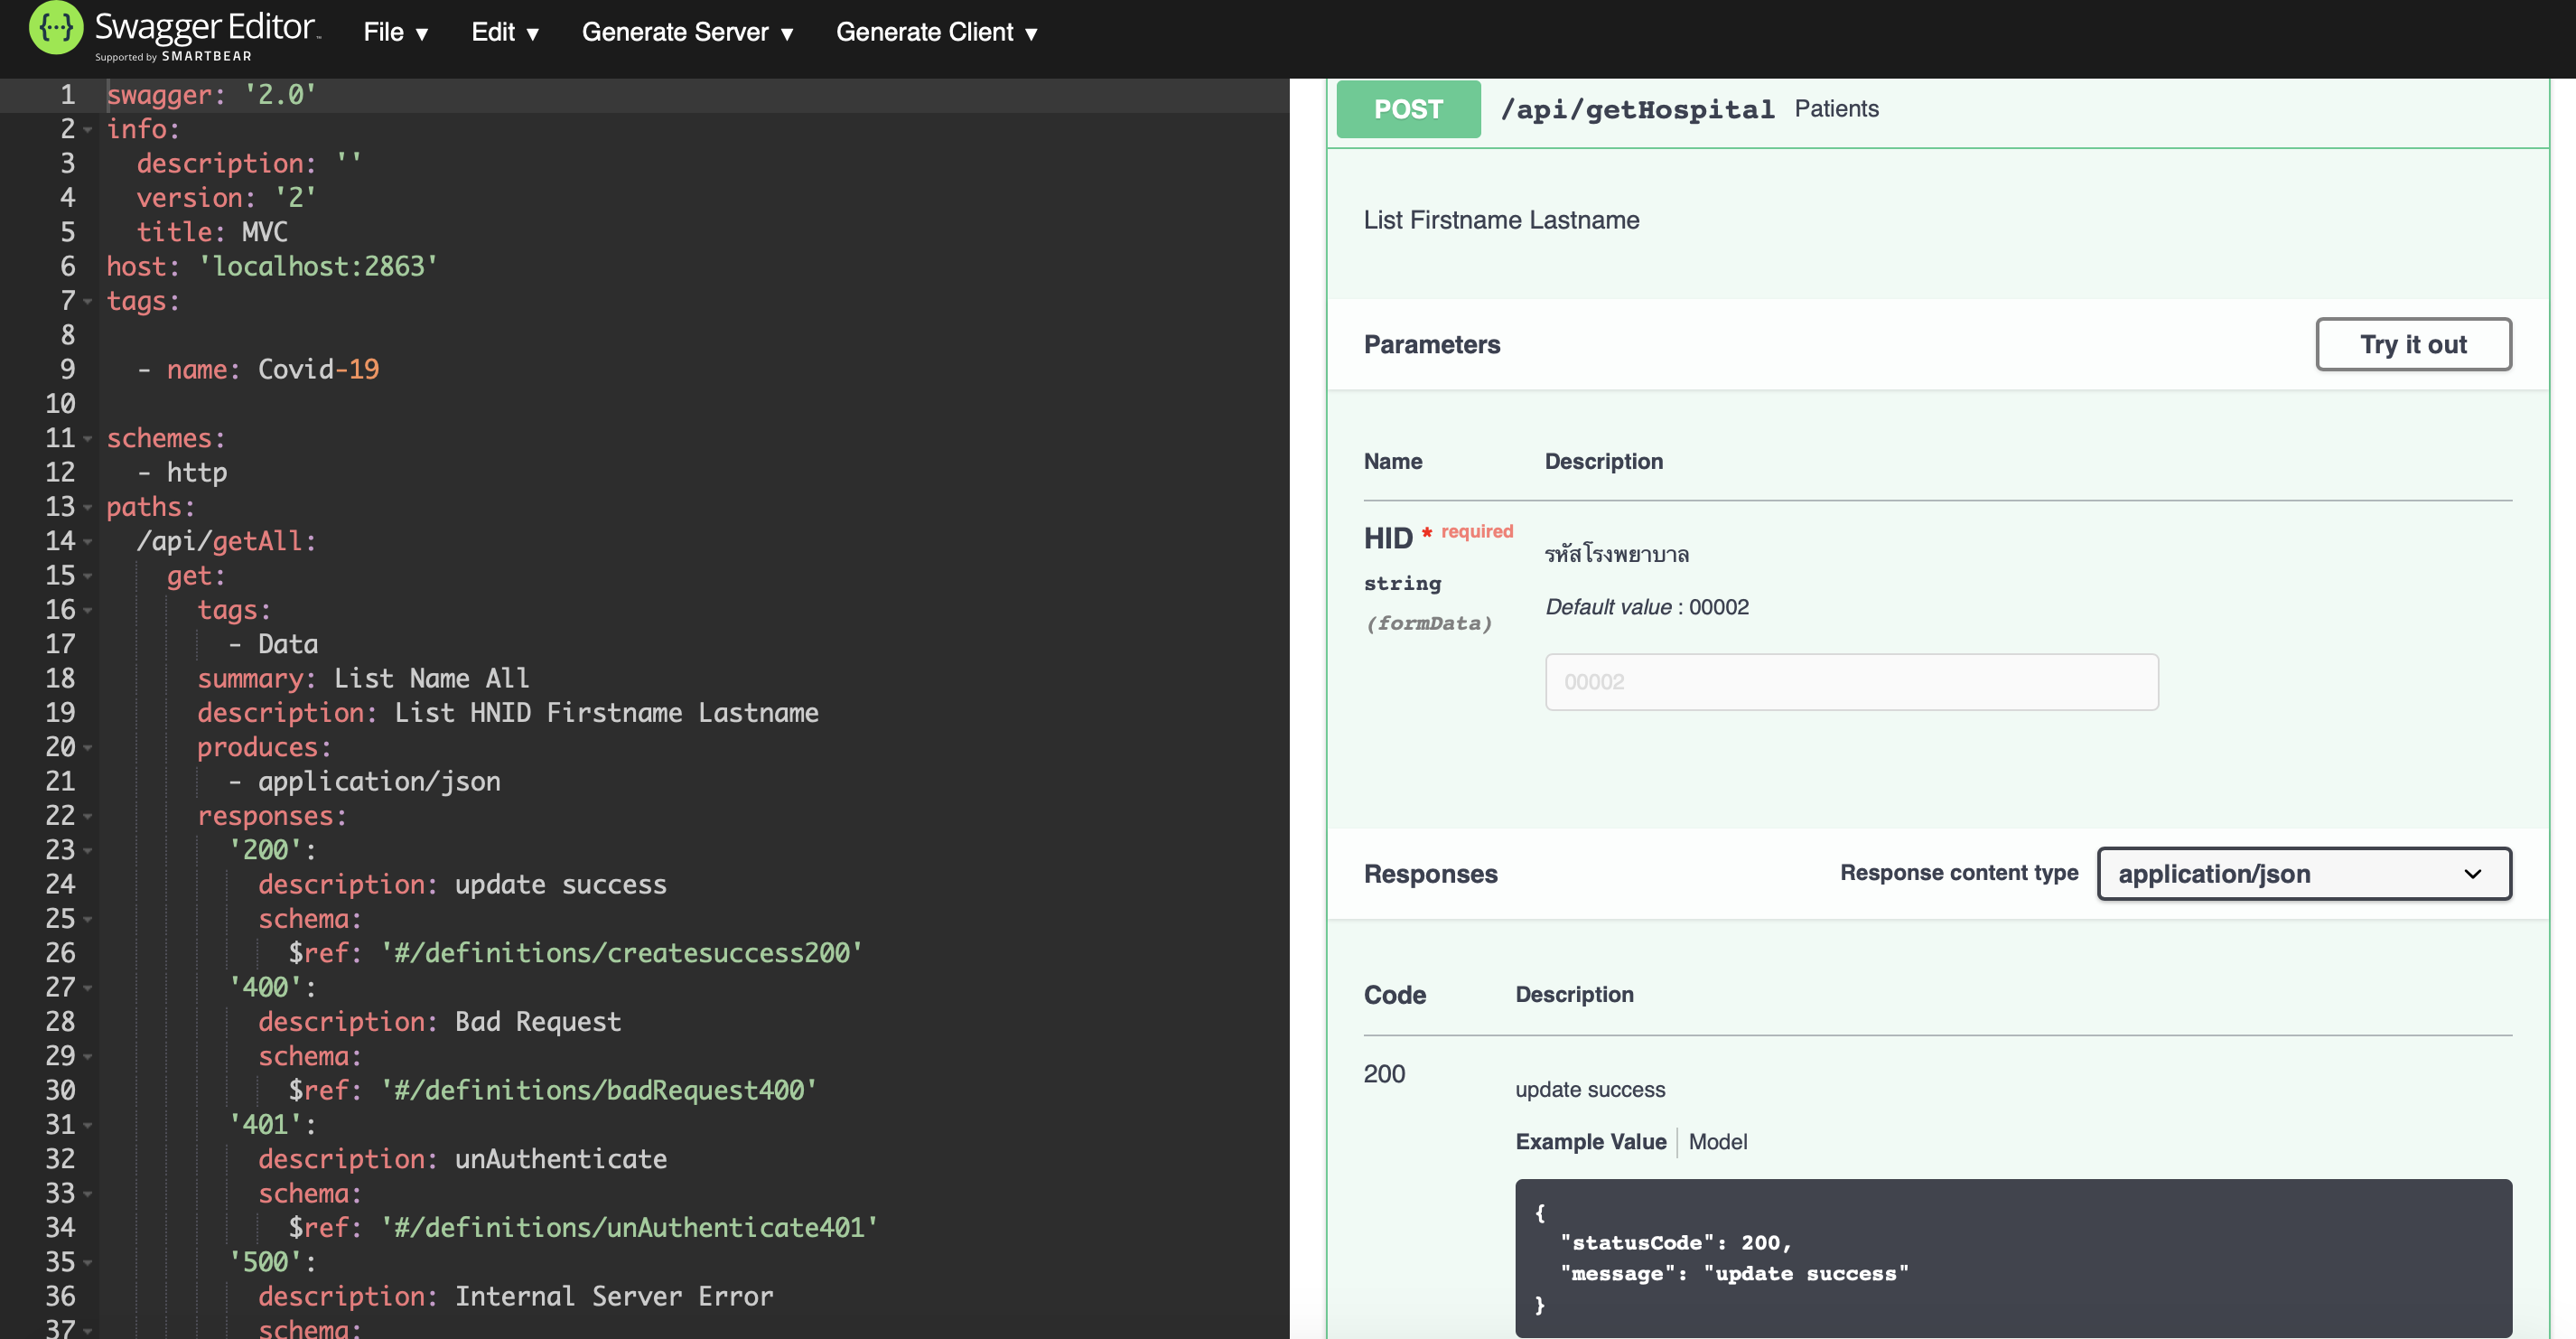 Swagger Editor
Supported by SMARTBEAR
File ▼ Edit ▼ Generate Server ▼ Generate Client ▼
1 swagger: '2.0'
2 info:
3 description: ''
4 version: '2'
5 title: MVC
6 host: 'localhost:2863'
7 tags:
8
9 - name: Covid-19
10
11 schemes:
12 - http
13 paths:
14 /api/getAll:
15 get:
16 tags:
17 - Data
18 summary: List Name All
19 description: List HNID Firstname Lastname
20 produces:
21 - application/json
22 responses:
23 '200':
24 description: update success
25 schema:
26 $ref: '#/definitions/createsuccess200'
27 '400':
28 description: Bad Request
29 schema:
30 $ref: '#/definitions/badRequest400'
31 '401':
32 description: unAuthenticate
33 schema:
34 $ref: '#/definitions/unAuthenticate401'
35 '500':
36 description: Internal Server Error
37 schema:
POST /api/getHospital Patients
List Firstname Lastname
Parameters Try it out
Name Description
HID * required
รหัสโรงพยาบาล
string
Default value : 00002
(formData)
00002
Responses Response content type application/json
Code Description
200
update success
Example Value Model
{
"statusCode": 200,
"message": "update success"
}